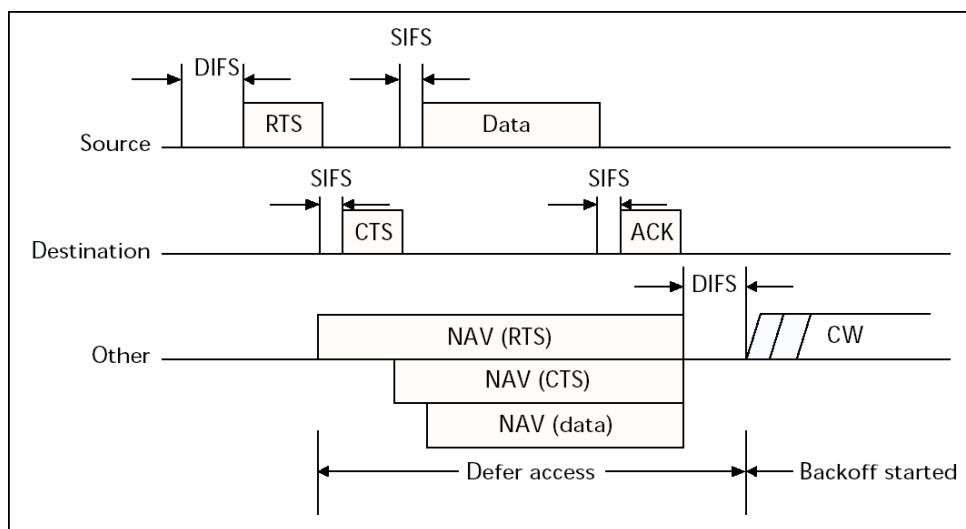 SIFS
DIFS
RTS
Data
Source
SIFS
SIFS
CTS
ACK
Destination
DIFS
NAV (RTS)
CW
Other
NAV (CTS)
NAV (data)
Defer access
Backoff started